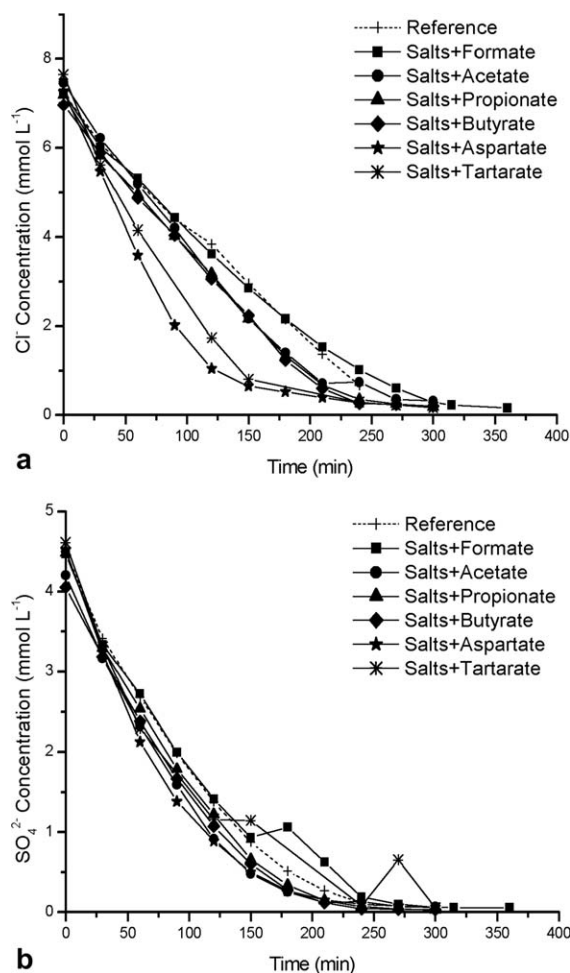 Reference
Salts+Formate
Salts+Acetate
Salts+Propionate
Salts+Butyrate
Salts+Aspartate
Salts+Tartarate
8
6
4
2
0
Cl⁻ Concentration (mmol L⁻¹)
0 50 100 150 200 250 300 350 400
Time (min)
a
Reference
Salts+Formate
Salts+Acetate
Salts+Propionate
Salts+Butyrate
Salts+Aspartate
Salts+Tartarate
5
4
3
2
1
0
SO₄²⁻ Concentration (mmol L⁻¹)
0 50 100 150 200 250 300 350 400
Time (min)
b